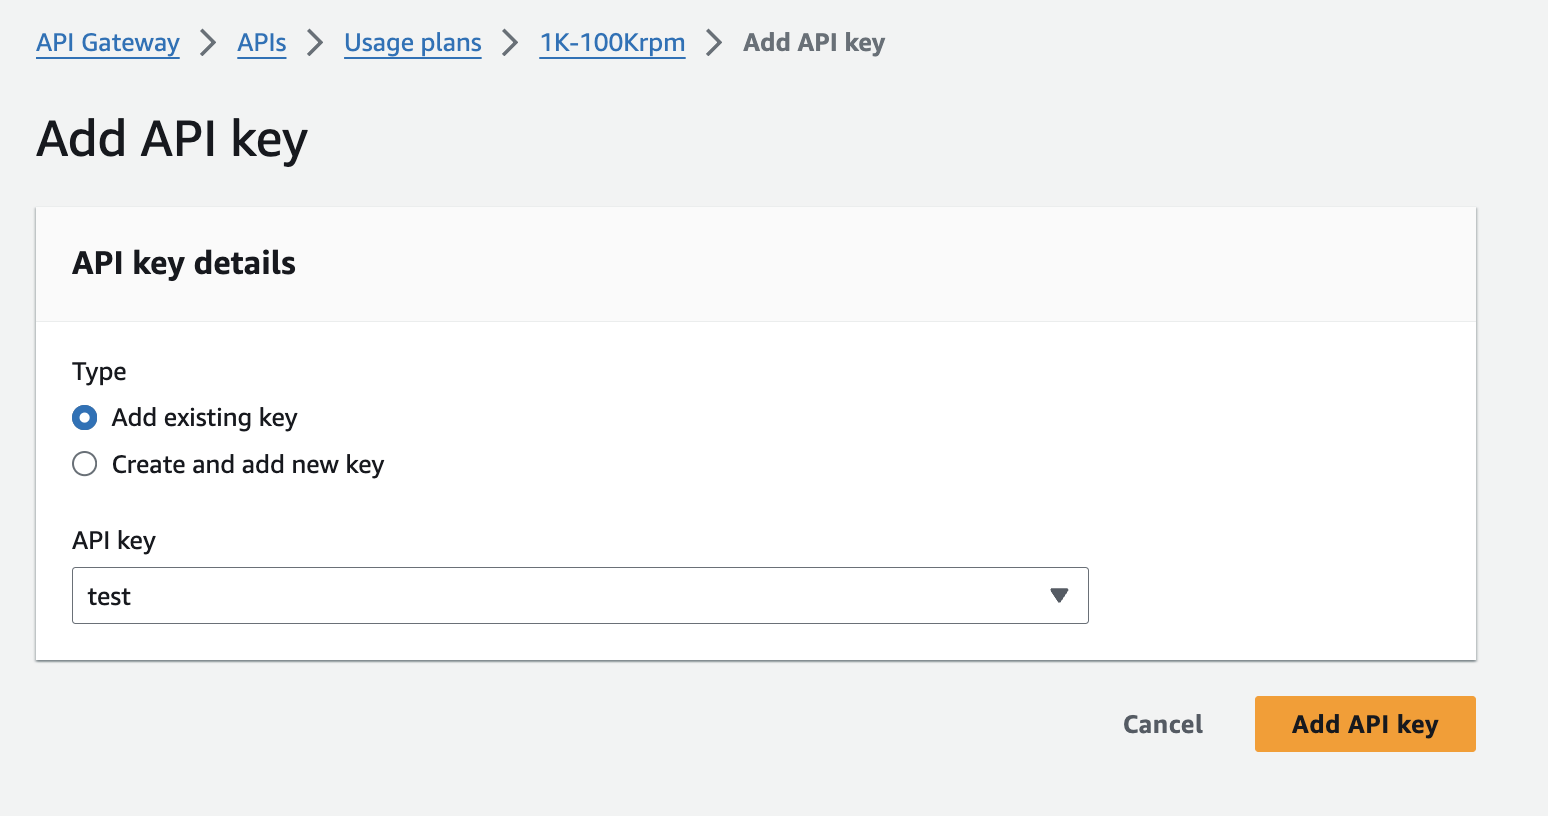 API Gateway > APIs > Usage plans > 1K-100Krpm > Add API key
Add API key
API key details
Type
Add existing key
Create and add new key
API key
test
Cancel Add API key